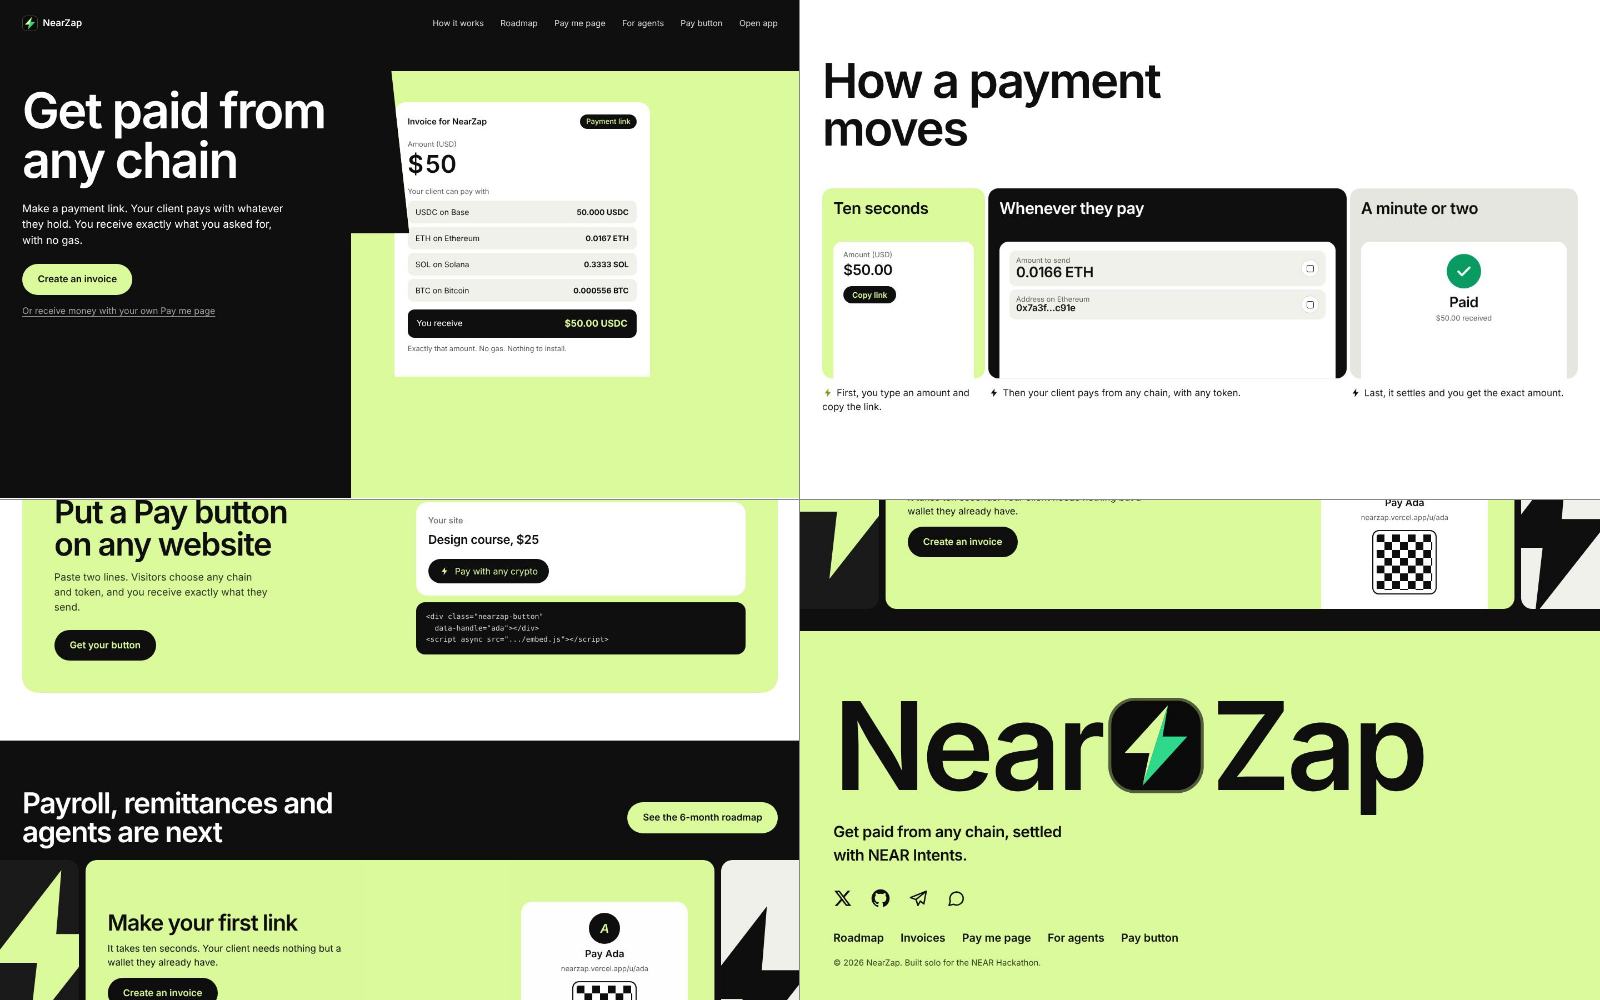 NearZap
How it works Roadmap Pay me page For agents Pay button Open app
Get paid from
any chain
Make a payment link. Your client pays with whatever
they hold. You receive exactly what you asked for,
with no gas.
Create an invoice
Or receive money with your own Pay me page
Invoice for NearZap
Payment link
Amount (USD)
$50
Your client can pay with
USDC on Base 50.000 USDC
ETH on Ethereum 0.0167 ETH
SOL on Solana 0.3333 SOL
BTC on Bitcoin 0.000556 BTC
You receive $50.00 USDC
Exactly that amount. No gas. Nothing to install.
How a payment
moves
Ten seconds
Amount (USD)
$50.00
Copy link
First, you type an amount and
copy the link.
Whenever they pay
Amount to send
0.0166 ETH
Address on Ethereum
0x7a3f...c91e
Then your client pays from any chain, with any token.
A minute or two
Paid
$50.00 received
Last, it settles and you get the exact amount.
Put a Pay button
on any website
Paste two lines. Visitors choose any chain
and token, and you receive exactly what they
send.
Get your button
Your site
Design course, $25
Pay with any crypto
<div class="nearzap-button"
data-handle="ada"></div>
<script async src=".../embed.js"></script>
Payroll, remittances and
agents are next
See the 6-month roadmap
Make your first link
It takes ten seconds. Your client needs nothing but a
wallet they already have.
Create an invoice
A
Pay Ada
nearzap.vercel.app/u/ada
wallet they already have.
Create an invoice
Pay Ada
nearzap.vercel.app/u/ada
Near Zap
Get paid from any chain, settled
with NEAR Intents.
Roadmap Invoices Pay me page For agents Pay button
© 2026 NearZap. Built solo for the NEAR Hackathon.